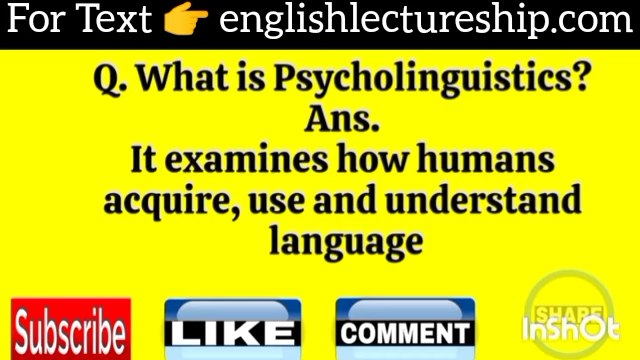 For Text 👉 englishlectureship.com
Q. What is Psycholinguistics?
Ans.
It examines how humans
acquire, use and understand
language
Subscribe
LIKE
COMMENT
SHARE
InShOt